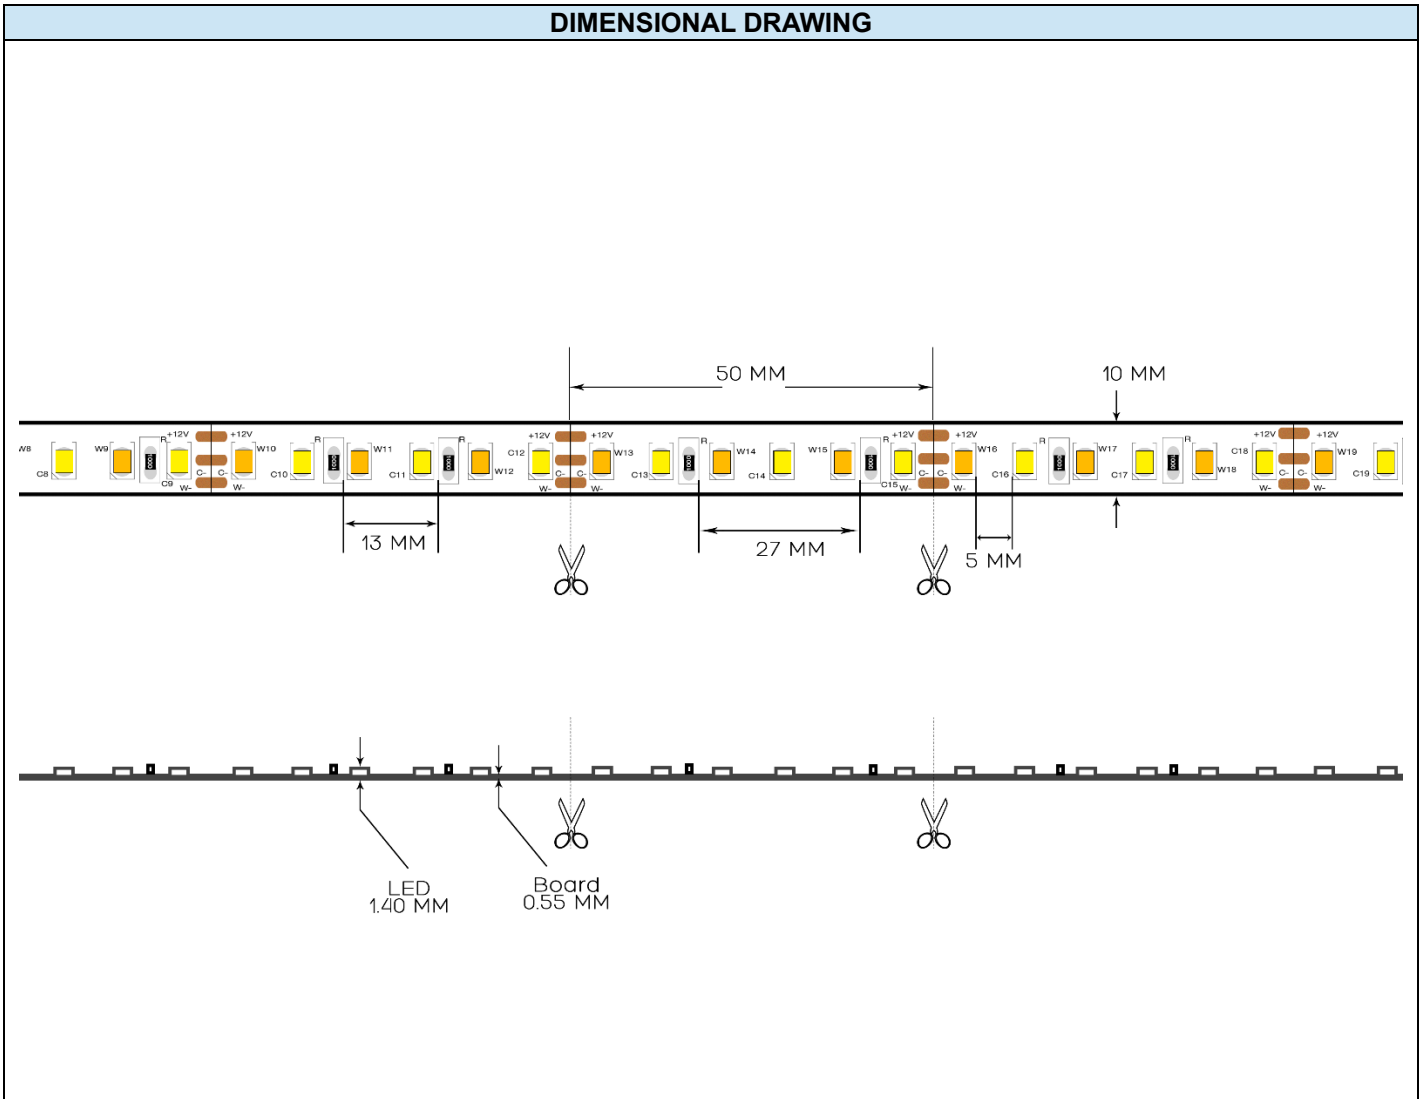 DIMENSIONAL DRAWING
50 MM
10 MM
W8 C8 W9 R +12V C9 C- W-
+12V C- W- W10 C10 R W11 C11 R W12 C12 +12V C- W-
+12V C- W- W13 C13 R W14 C14 W15 R +12V C15 C- W-
+12V C- W- W16 C16 R W17 C17 R W18 C18 +12V C- W-
+12V C- W- W19 C19
13 MM
27 MM
5 MM
LED
1.40 MM
Board
0.55 MM